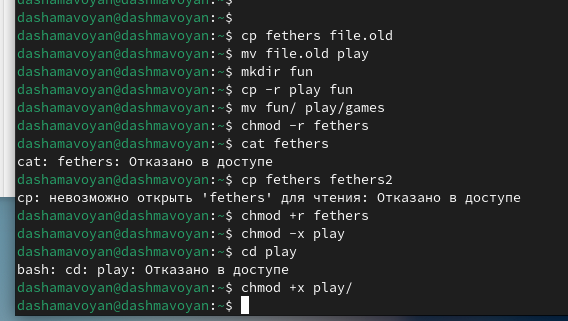 dashamavoyan@dashmavoyan:~$
dashamavoyan@dashmavoyan:~$
dashamavoyan@dashmavoyan:~$ cp fethers file.old
dashamavoyan@dashmavoyan:~$ mv file.old play
dashamavoyan@dashmavoyan:~$ mkdir fun
dashamavoyan@dashmavoyan:~$ cp -r play fun
dashamavoyan@dashmavoyan:~$ mv fun/ play/games
dashamavoyan@dashmavoyan:~$ chmod -r fethers
dashamavoyan@dashmavoyan:~$ cat fethers
cat: fethers: Отказано в доступе
dashamavoyan@dashmavoyan:~$ cp fethers fethers2
cp: невозможно открыть 'fethers' для чтения: Отказано в доступе
dashamavoyan@dashmavoyan:~$ chmod +r fethers
dashamavoyan@dashmavoyan:~$ chmod -x play
dashamavoyan@dashmavoyan:~$ cd play
bash: cd: play: Отказано в доступе
dashamavoyan@dashmavoyan:~$ chmod +x play/
dashamavoyan@dashmavoyan:~$